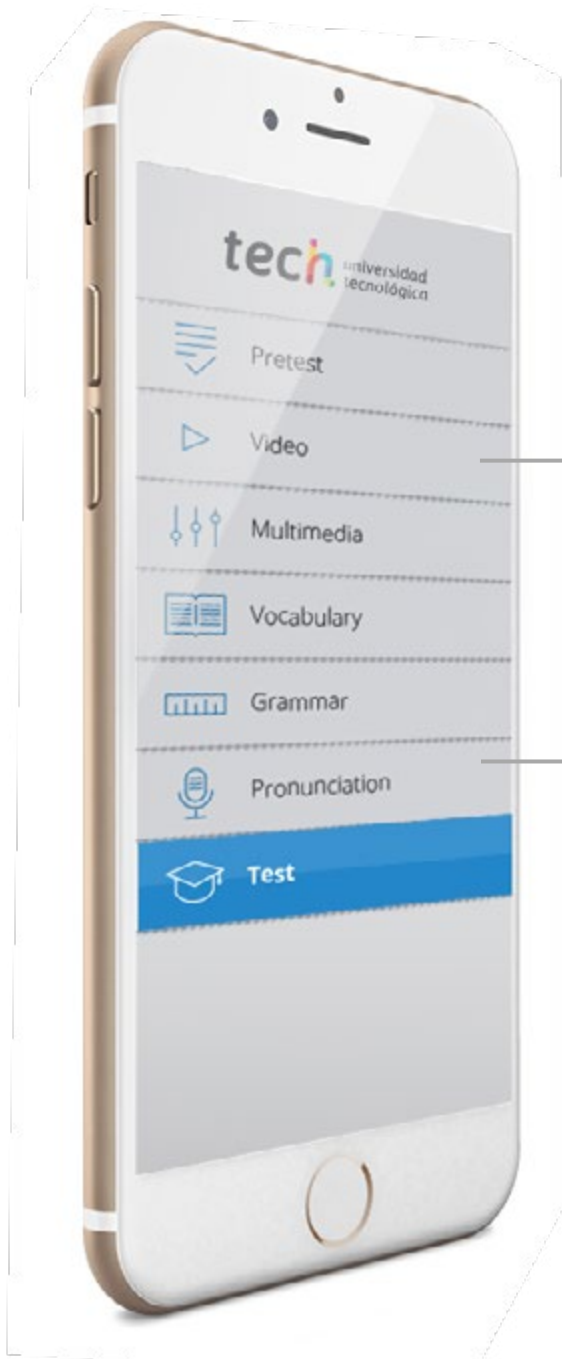 tech universidad
tecnológica
Pretest
Video
Multimedia
Vocabulary
Grammar
Pronunciation
Test